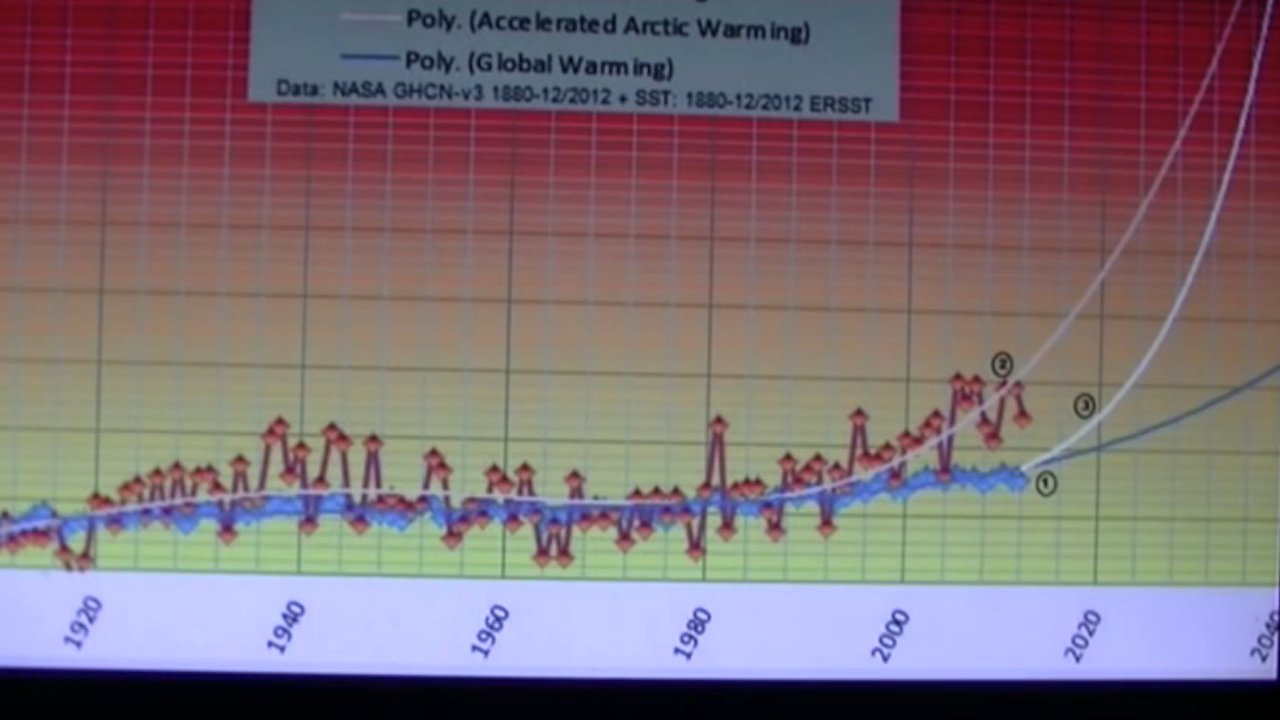 Poly. (Accelerated Arctic Warming)
Poly. (Global Warming)
Data: NASA GHCN-v3 1880-12/2012 + SST: 1880-12/2012 ERSST
2
3
1
1920 1940 1960 1980 2000 2020 2040